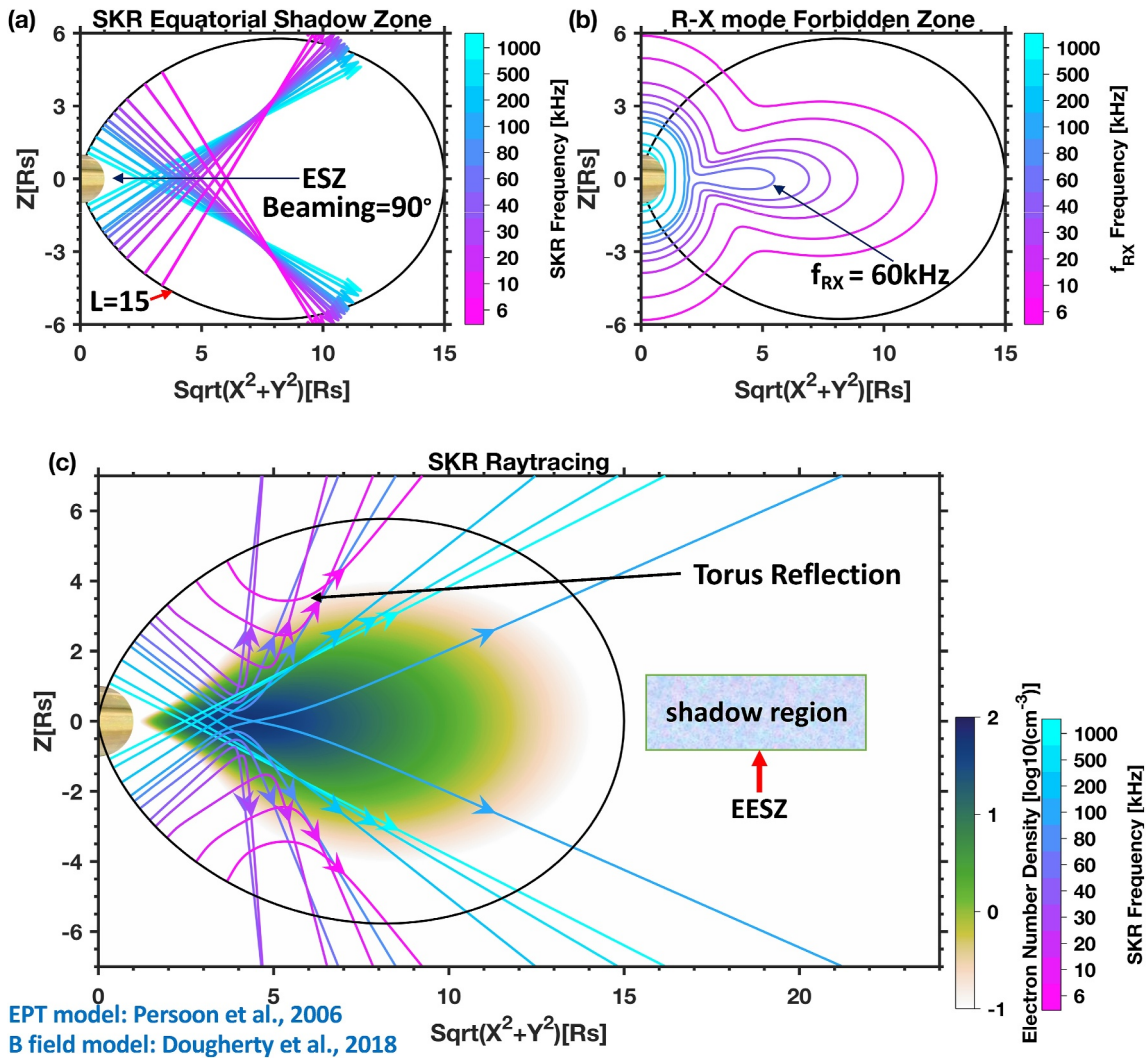 (a)
SKR Equatorial Shadow Zone
6
3
0
-3
-6
Z[Rs]
ESZ
Beaming=90°
L=15
0
5
10
15
Sqrt(X²+Y²)[Rs]
1000
500
200
100
80
60
40
30
20
10
6
SKR Frequency [kHz]
(b)
R-X mode Forbidden Zone
6
3
0
-3
-6
Z[Rs]
f_RX = 60kHz
0
5
10
15
Sqrt(X²+Y²)[Rs]
1000
500
200
100
80
60
40
30
20
10
6
f_RX Frequency [kHz]
(c)
SKR Raytracing
6
4
2
0
-2
-4
-6
Z[Rs]
Torus Reflection
shadow region
EESZ
0
5
10
15
20
Sqrt(X²+Y²)[Rs]
2
1
0
-1
Electron Number Density [log10(cm⁻³)]
1000
500
200
100
80
60
40
30
20
10
6
SKR Frequency [kHz]
EPT model: Persoon et al., 2006
B field model: Dougherty et al., 2018